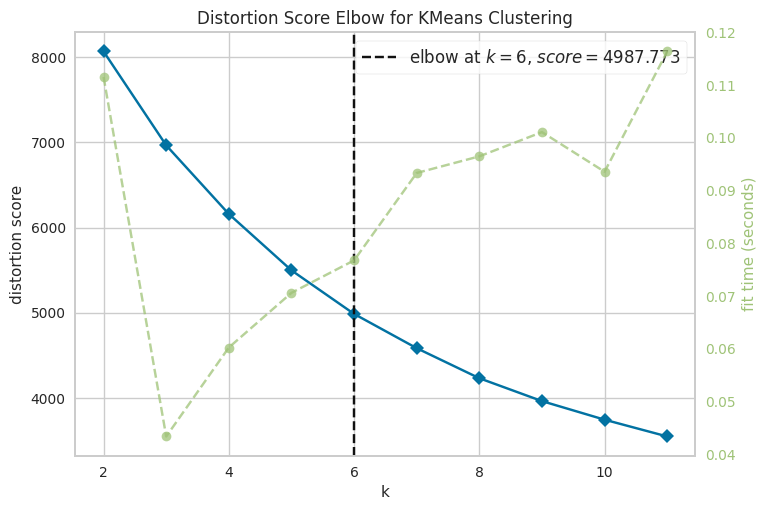 Distortion Score Elbow for KMeans Clustering
elbow at k = 6, score = 4987.773
distortion score
8000
7000
6000
5000
4000
0.12
0.11
0.10
0.09
0.08
0.07
0.06
0.05
0.04
fit time (seconds)
2 4 6 8 10
k